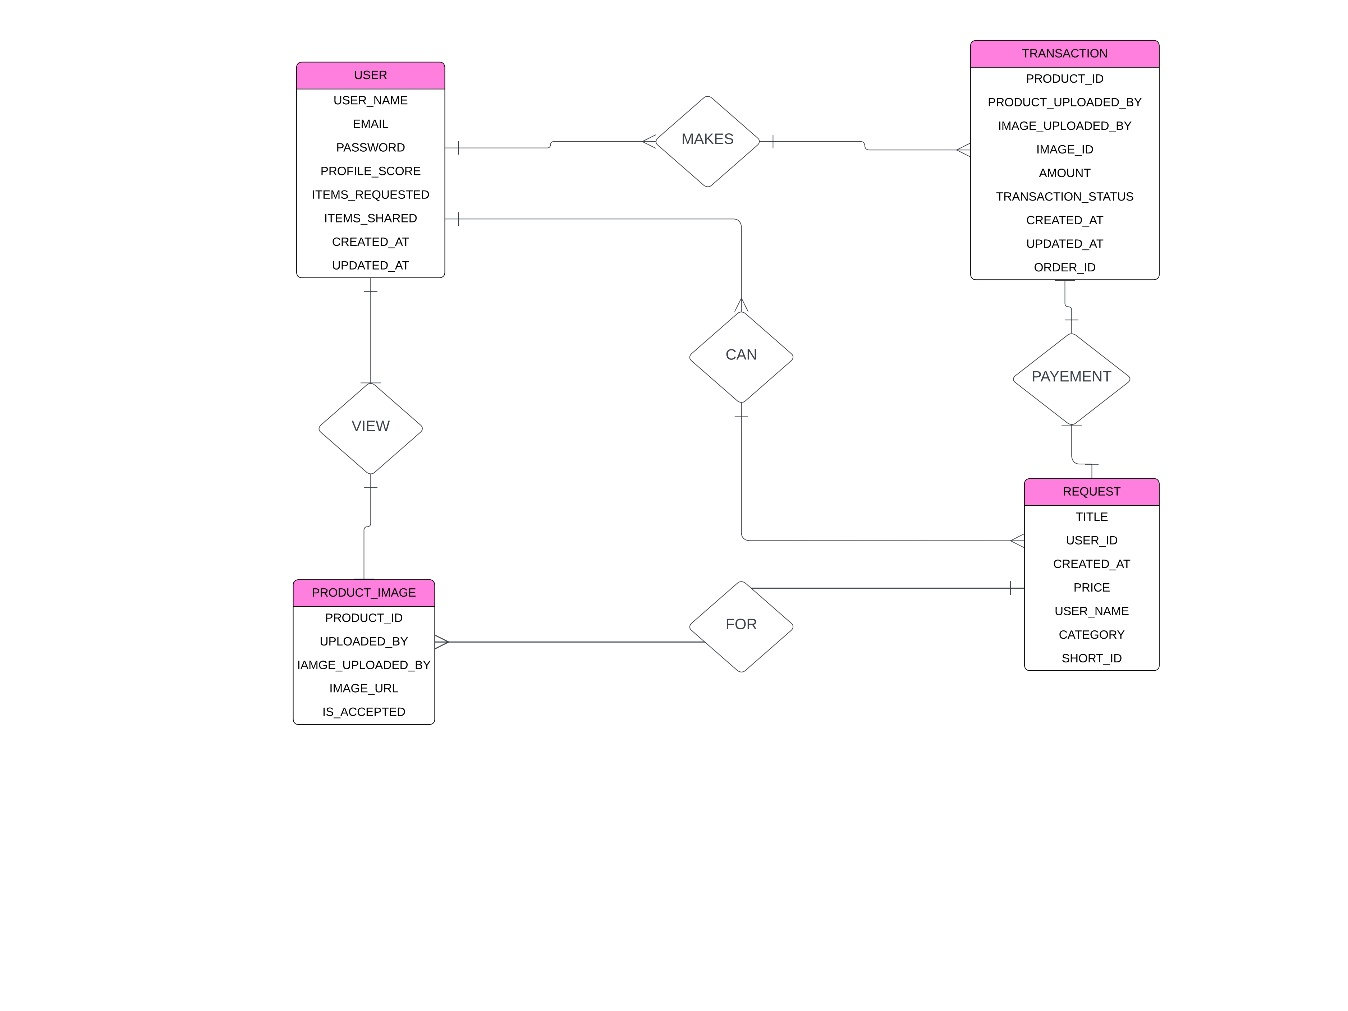 USER
USER_NAME
EMAIL
PASSWORD
PROFILE_SCORE
ITEMS_REQUESTED
ITEMS_SHARED
CREATED_AT
UPDATED_AT
MAKES
TRANSACTION
PRODUCT_ID
PRODUCT_UPLOADED_BY
IMAGE_UPLOADED_BY
IMAGE_ID
AMOUNT
TRANSACTION_STATUS
CREATED_AT
UPDATED_AT
ORDER_ID
CAN
PAYEMENT
VIEW
REQUEST
TITLE
USER_ID
CREATED_AT
PRICE
USER_NAME
CATEGORY
SHORT_ID
PRODUCT_IMAGE
PRODUCT_ID
UPLOADED_BY
IAMGE_UPLOADED_BY
IMAGE_URL
IS_ACCEPTED
FOR